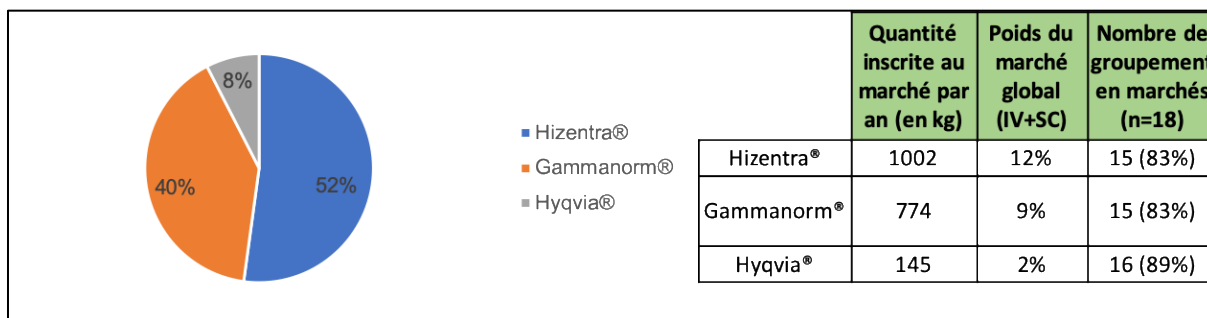 8%
40%
52%
Hizentra®
Gammanorm®
Hyqvia®
Quantité
inscrite au
marché par
an (en kg)
Poids du
marché
global
(IV+SC)
Nombre de
groupement
en marchés
(n=18)
Hizentra® 1002 12% 15 (83%)
Gammanorm® 774 9% 15 (83%)
Hyqvia® 145 2% 16 (89%)